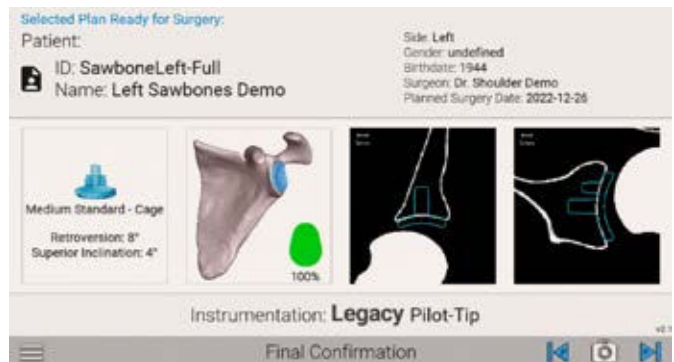 Selected Plan Ready for Surgery:
Patient:
ID: SawboneLeft-Full
Name: Left Sawbones Demo
Side: Left
Gender: undefined
Birthdate: 1944
Surgeon: Dr. Shoulder Demo
Planned Surgery Date: 2022-12-26
Medium Standard - Cage
Retroversion: 8°
Superior Inclination: 4°
100%
Instrumentation: Legacy Pilot-Tip
Final Confirmation